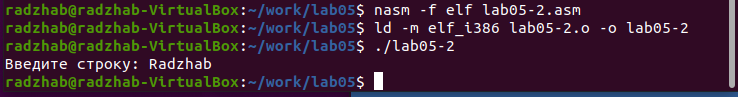 radzhab@radzhab-VirtualBox:~/work/lab05$ nasm -f elf lab05-2.asm
radzhab@radzhab-VirtualBox:~/work/lab05$ ld -m elf_i386 lab05-2.o -o lab05-2
radzhab@radzhab-VirtualBox:~/work/lab05$ ./lab05-2
Введите строку: Radzhab
radzhab@radzhab-VirtualBox:~/work/lab05$